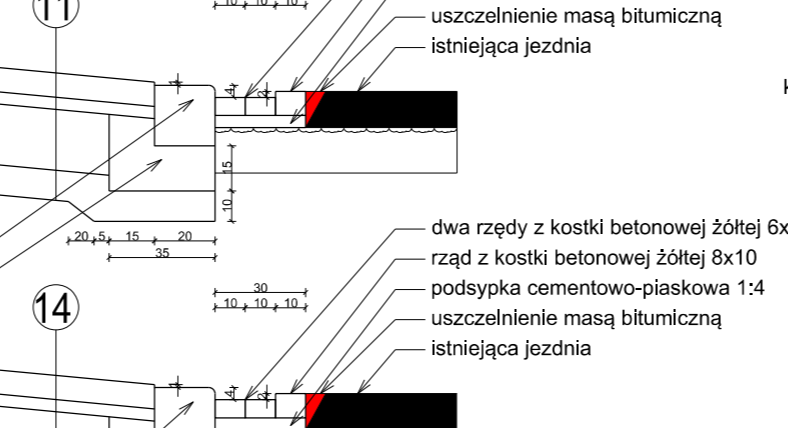 11
10 10 10
uszczelnienie masą bitumiczną
istniejąca jezdnia
4
2
15
10
20 5 15 20
35
dwa rzędy z kostki betonowej żółtej 6x
rząd z kostki betonowej żółtej 8x10
podsypka cementowo-piaskowa 1:4
uszczelnienie masą bitumiczną
istniejąca jezdnia
14
30
10 10 10
4
2